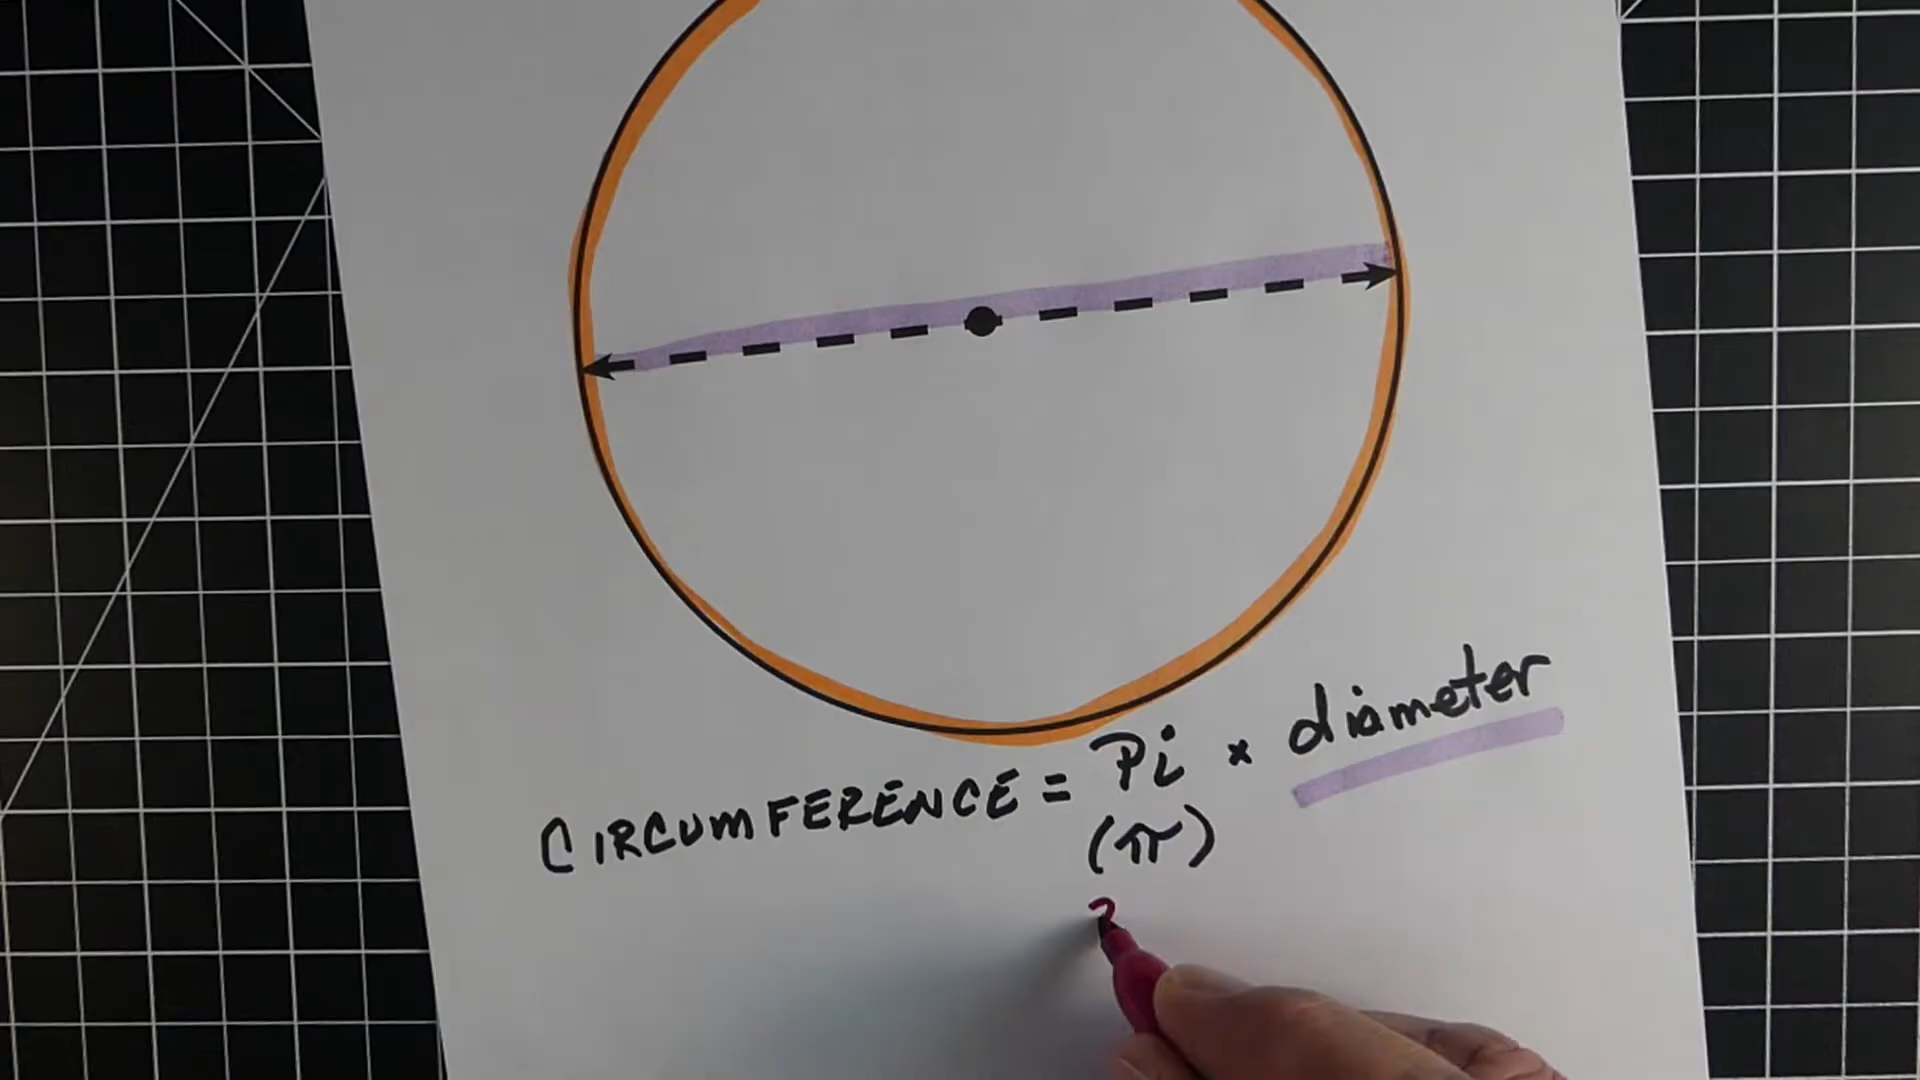 CIRCUMFERENCE = Pi × diameter
(π)